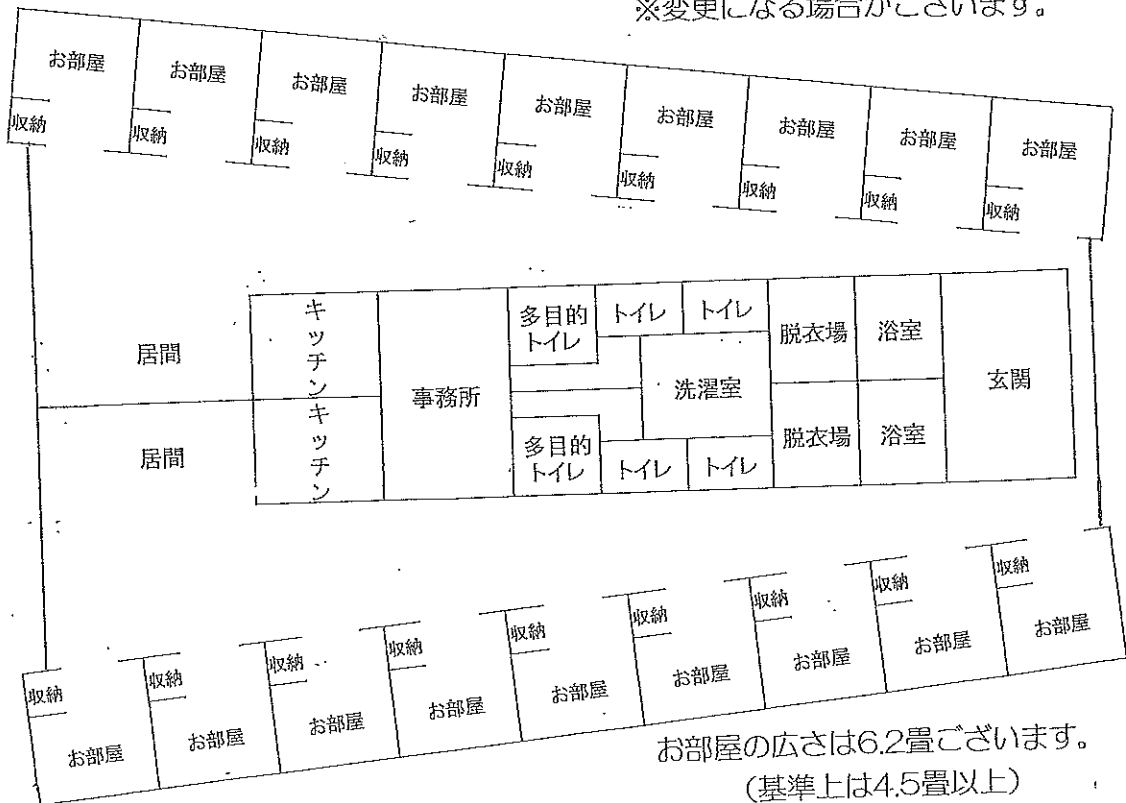 ※変更になる場合がございます。
お部屋
お部屋
お部屋
お部屋
お部屋
お部屋
お部屋
お部屋
お部屋
収納
収納
収納
収納
収納
収納
収納
収納
収納
居間
キッチン
事務所
多目的
トイレ
トイレ
トイレ
洗濯室
脱衣場
浴室
玄関
居間
キッチン
多目的
トイレ
トイレ
トイレ
脱衣場
浴室
収納
収納
収納
収納
収納
収納
収納
収納
収納
お部屋
お部屋
お部屋
お部屋
お部屋
お部屋
お部屋
お部屋
お部屋
お部屋の広さは6.2畳ございます。
(基準上は4.5畳以上)